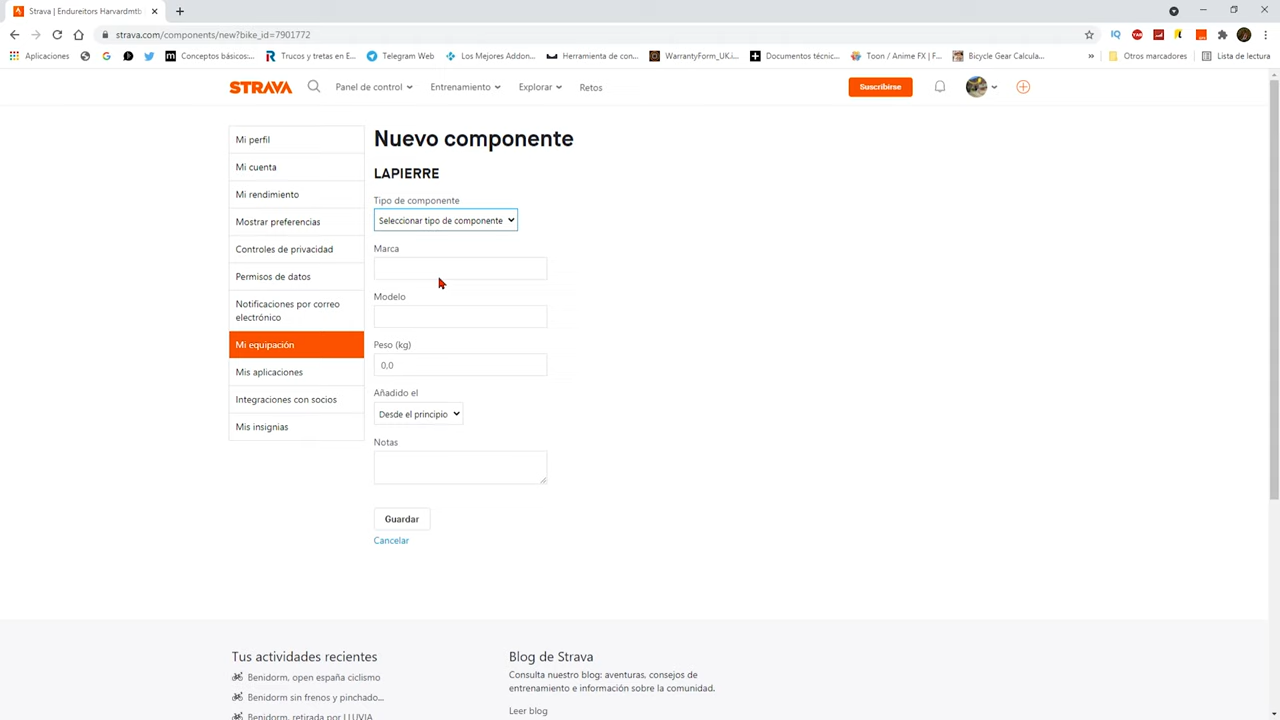 Strava | Endureitors Harvardmtb
strava.com/components/new?bike_id=7901772
Aplicaciones
Conceptos básicos:...
Trucos y tretas en E...
Telegram Web
Los Mejores Addon...
Herramienta de con...
WarrantyForm_UK.i...
Documentos técnic...
Toon / Anime FX | F...
Bicycle Gear Calcula...
»
Otros marcadores
Lista de lectura
STRAVA
Panel de control
Entrenamiento
Explorar
Retos
Suscribirse
Mi perfil
Mi cuenta
Mi rendimiento
Mostrar preferencias
Controles de privacidad
Permisos de datos
Notificaciones por correo
electrónico
Mi equipación
Mis aplicaciones
Integraciones con socios
Mis insignias
Nuevo componente
LAPIERRE
Tipo de componente
Seleccionar tipo de componente
Marca
Modelo
Peso (kg)
0,0
Añadido el
Desde el principio
Notas
Guardar
Cancelar
Tus actividades recientes
Benidorm, open españa ciclismo
Benidorm sin frenos y pinchado...
Benidorm, retirada por LLUVIA
Blog de Strava
Consulta nuestro blog: aventuras, consejos de
entrenamiento e información sobre la comunidad.
Leer blog